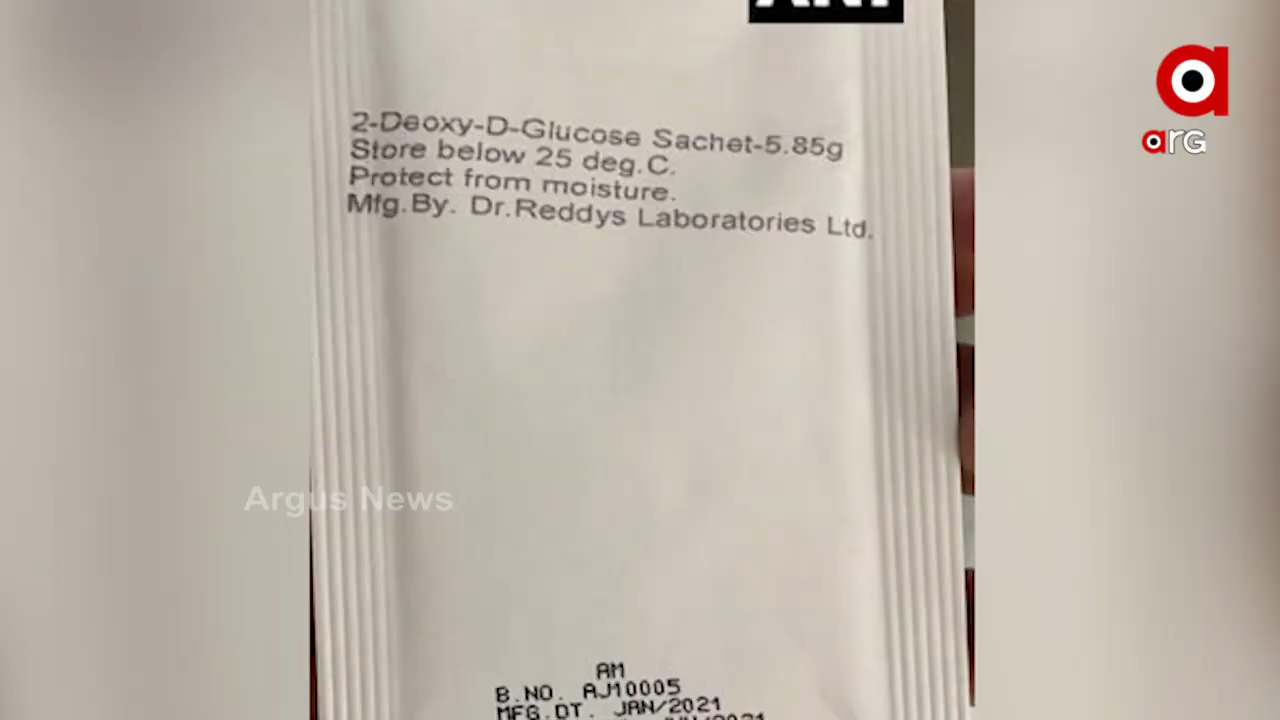 2-Deoxy-D-Glucose Sachet-5.85g
Store below 25 deg.C.
Protect from moisture.
Mfg.By. Dr.Reddys Laboratories Ltd.
arG
Argus News
AM
B.NO. AJ10005
MFG.DT. JAN/2021